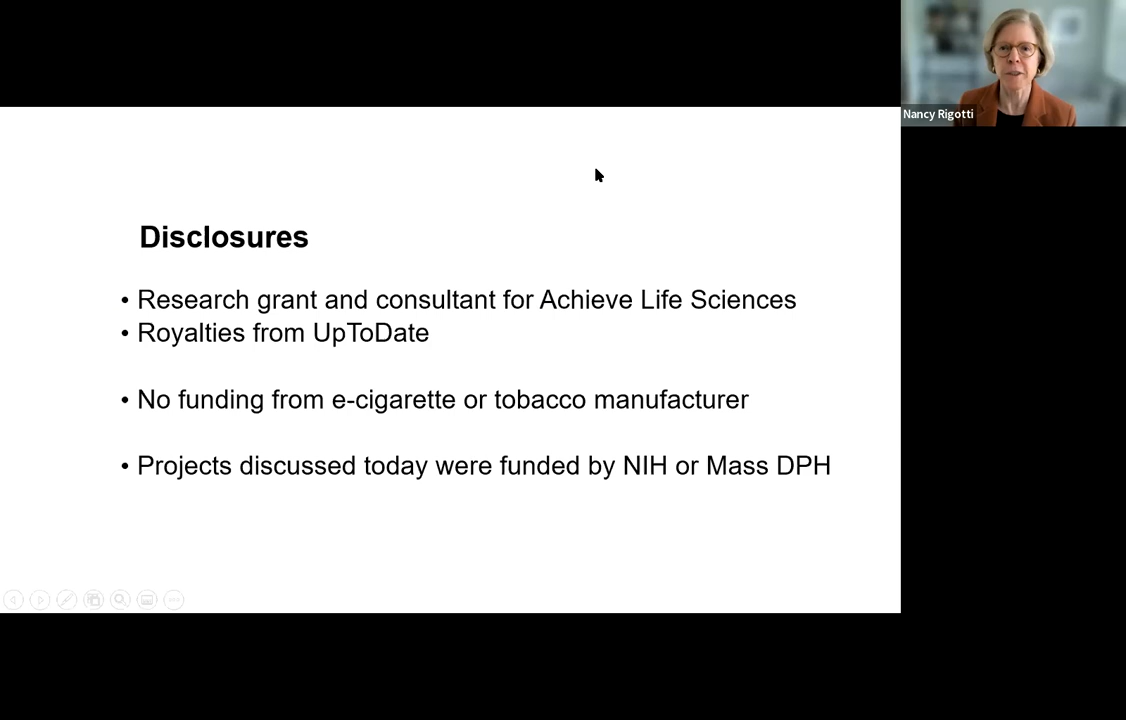 Nancy Rigotti
Disclosures
• Research grant and consultant for Achieve Life Sciences
• Royalties from UpToDate
• No funding from e-cigarette or tobacco manufacturer
• Projects discussed today were funded by NIH or Mass DPH